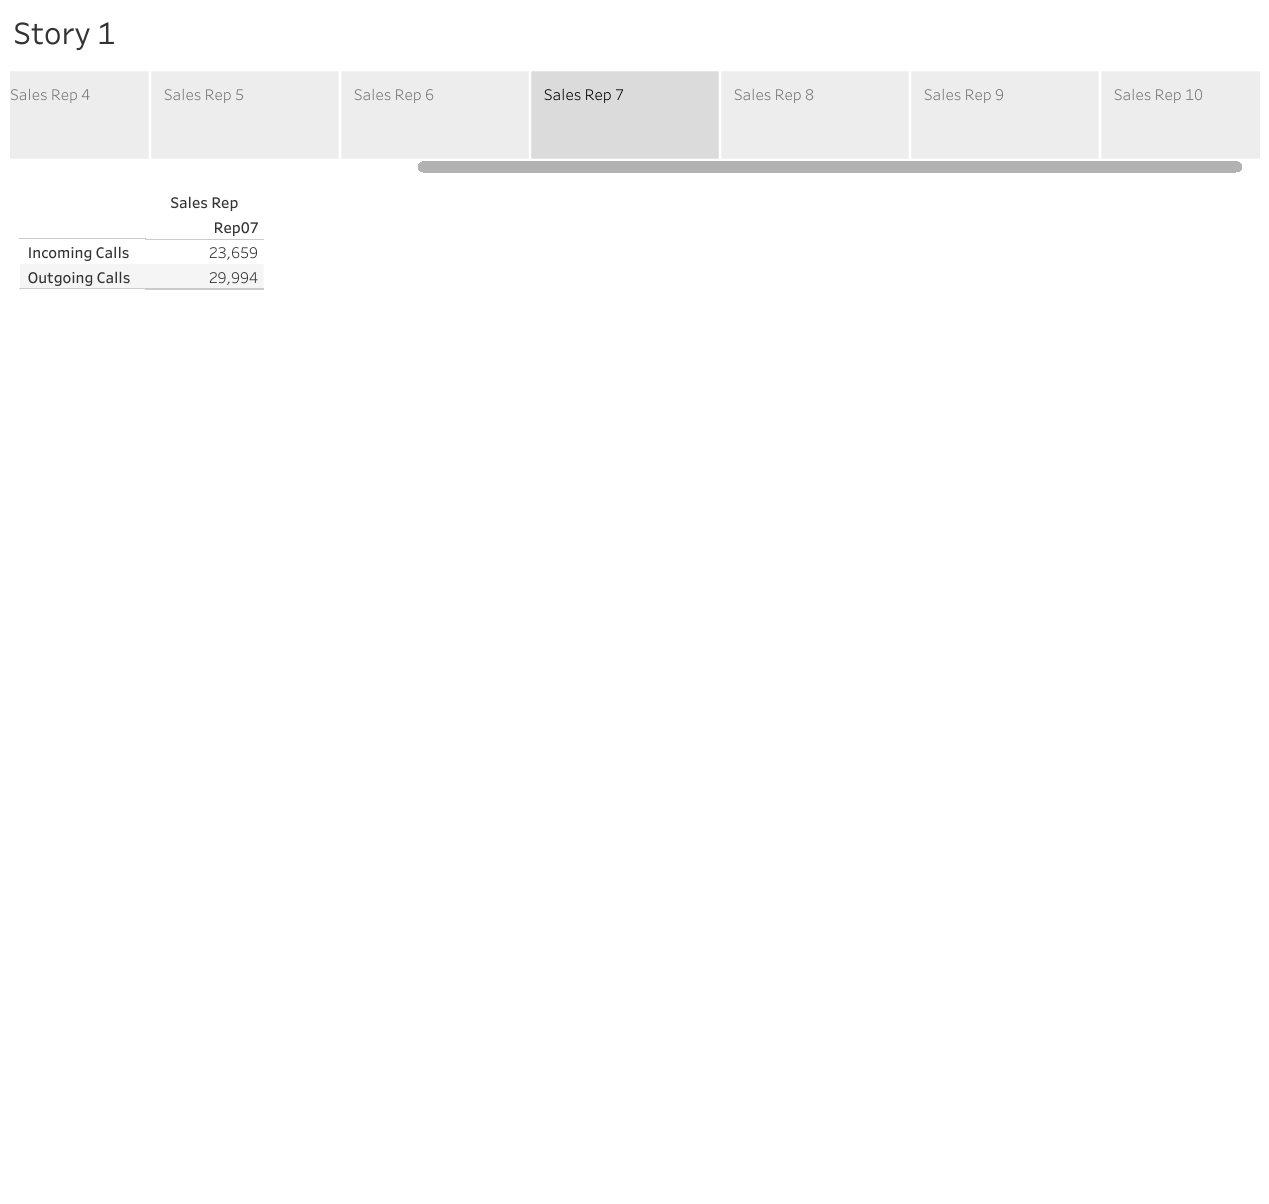 Story 1
Sales Rep 4 Sales Rep 5 Sales Rep 6 Sales Rep 7 Sales Rep 8 Sales Rep 9 Sales Rep 10
Sales Rep
Rep07
Incoming Calls 23,659
Outgoing Calls 29,994